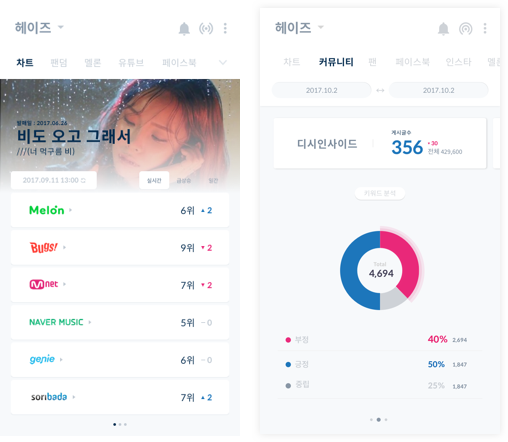 헤이즈
차트 팬덤 멜론 유튜브 페이스북
발매일 : 2017.06.26
비도 오고 그래서
///(너 먹구름 비)
2017.09.11 13:00
실시간 급상승 일간
Melon 6위 2
Bugs! 9위 2
Mnet 7위 2
NAVER MUSIC 5위 0
genie 6위 0
soribada 7위 2
헤이즈
차트 커뮤니티 팬 페이스북 인스타 멜론
2017.10.2 2017.10.2
디시인사이드
게시글수
356 30
전체 429,600
키워드 분석
Total
4,694
부정 40% 2,694
긍정 50% 1,847
중립 25% 1,847